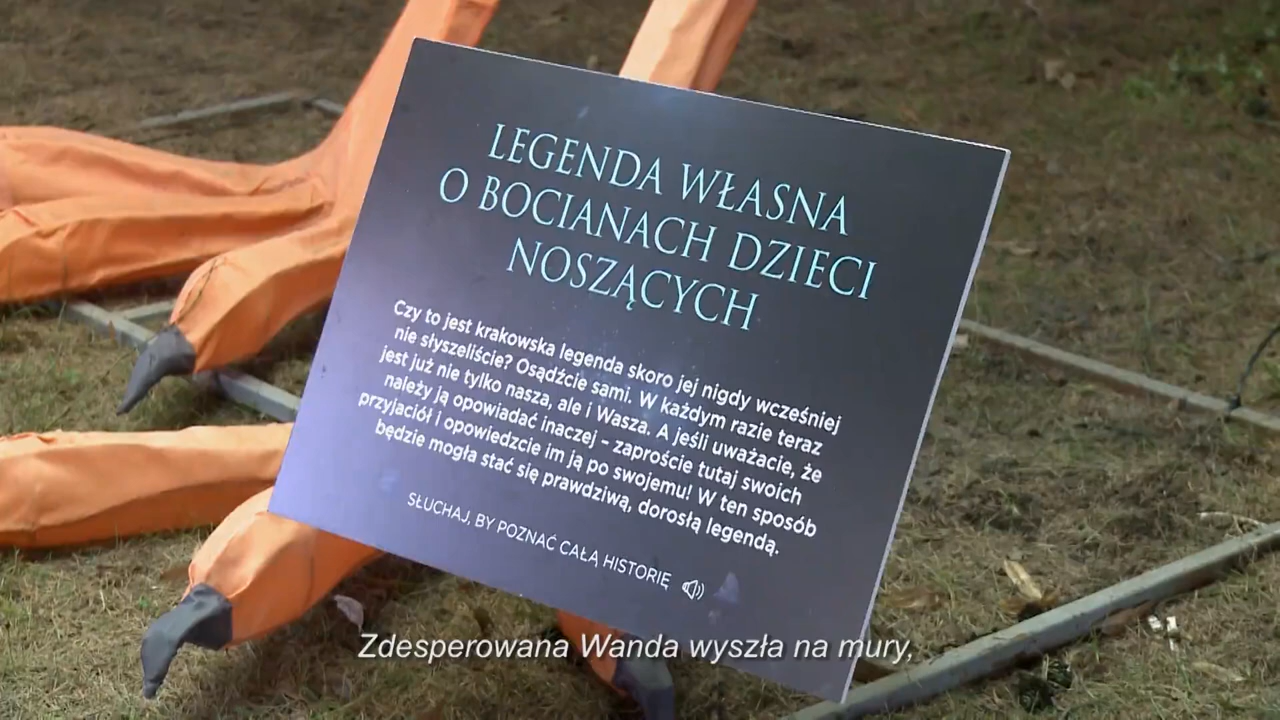 LEGENDA WŁASNA
O BOCIANACH DZIECI
NOSZĄCYCH
Czy to jest krakowska legenda skoro jej nigdy wcześniej
nie słyszeliście? Osądźcie sami. W każdym razie teraz
jest już nie tylko nasza, ale i Wasza. A jeśli uważacie, że
należy ją opowiadać inaczej – zaproście tutaj swoich
przyjaciół i opowiedzcie im ją po swojemu! W ten sposób
będzie mogła stać się prawdziwą, dorosłą legendą.
SŁUCHAJ, BY POZNAĆ CAŁĄ HISTORIĘ
Zdesperowana Wanda wyszła na mury,